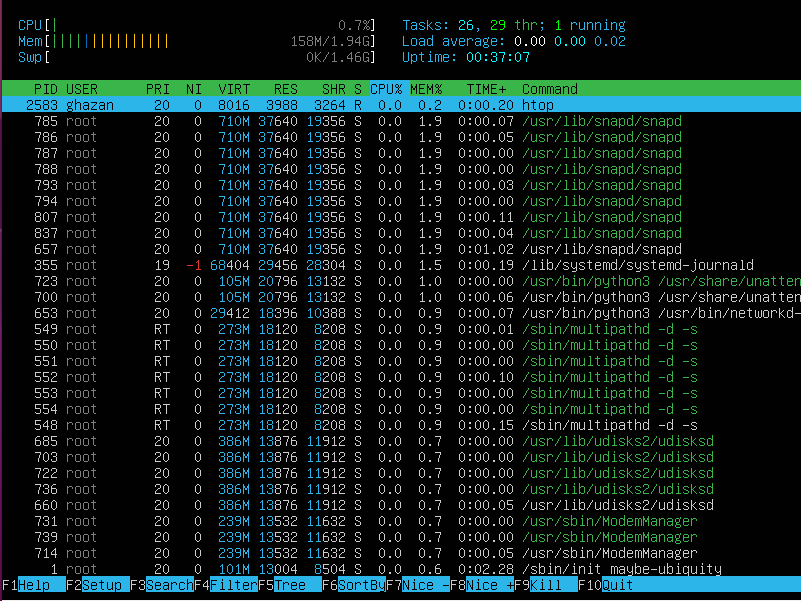 CPU[|                                   0.7%]   Tasks: 26, 29 thr; 1 running
Mem[|||||||||||||||               158M/1.94G]   Load average: 0.00 0.00 0.02
Swp[                                0K/1.46G]   Uptime: 00:37:07
PID USER      PRI  NI  VIRT   RES   SHR S CPU% MEM%   TIME+  Command
2583 ghazan     20   0  8016  3988  3264 R  0.0  0.2  0:00.20 htop
785 root       20   0  710M 37640 19356 S  0.0  1.9  0:00.07 /usr/lib/snapd/snapd
786 root       20   0  710M 37640 19356 S  0.0  1.9  0:00.05 /usr/lib/snapd/snapd
787 root       20   0  710M 37640 19356 S  0.0  1.9  0:00.00 /usr/lib/snapd/snapd
788 root       20   0  710M 37640 19356 S  0.0  1.9  0:00.00 /usr/lib/snapd/snapd
793 root       20   0  710M 37640 19356 S  0.0  1.9  0:00.03 /usr/lib/snapd/snapd
794 root       20   0  710M 37640 19356 S  0.0  1.9  0:00.00 /usr/lib/snapd/snapd
807 root       20   0  710M 37640 19356 S  0.0  1.9  0:00.11 /usr/lib/snapd/snapd
837 root       20   0  710M 37640 19356 S  0.0  1.9  0:00.04 /usr/lib/snapd/snapd
657 root       20   0  710M 37640 19356 S  0.0  1.9  0:01.02 /usr/lib/snapd/snapd
355 root       19  -1 68404 29456 28304 S  0.0  1.5  0:00.19 /lib/systemd/systemd-journald
723 root       20   0  105M 20796 13132 S  0.0  1.0  0:00.00 /usr/bin/python3 /usr/share/unatten
700 root       20   0  105M 20796 13132 S  0.0  1.0  0:00.06 /usr/bin/python3 /usr/share/unatten
653 root       20   0 29412 18396 10388 S  0.0  0.9  0:00.07 /usr/bin/python3 /usr/bin/networkd-
549 root       RT   0  273M 18120  8208 S  0.0  0.9  0:00.01 /sbin/multipathd -d -s
550 root       RT   0  273M 18120  8208 S  0.0  0.9  0:00.00 /sbin/multipathd -d -s
551 root       RT   0  273M 18120  8208 S  0.0  0.9  0:00.00 /sbin/multipathd -d -s
552 root       RT   0  273M 18120  8208 S  0.0  0.9  0:00.10 /sbin/multipathd -d -s
553 root       RT   0  273M 18120  8208 S  0.0  0.9  0:00.00 /sbin/multipathd -d -s
554 root       RT   0  273M 18120  8208 S  0.0  0.9  0:00.00 /sbin/multipathd -d -s
548 root       RT   0  273M 18120  8208 S  0.0  0.9  0:00.15 /sbin/multipathd -d -s
685 root       20   0  386M 13876 11912 S  0.0  0.7  0:00.00 /usr/lib/udisks2/udisksd
703 root       20   0  386M 13876 11912 S  0.0  0.7  0:00.00 /usr/lib/udisks2/udisksd
722 root       20   0  386M 13876 11912 S  0.0  0.7  0:00.00 /usr/lib/udisks2/udisksd
736 root       20   0  386M 13876 11912 S  0.0  0.7  0:00.00 /usr/lib/udisks2/udisksd
660 root       20   0  386M 13876 11912 S  0.0  0.7  0:00.05 /usr/lib/udisks2/udisksd
731 root       20   0  239M 13532 11632 S  0.0  0.7  0:00.00 /usr/sbin/ModemManager
739 root       20   0  239M 13532 11632 S  0.0  0.7  0:00.00 /usr/sbin/ModemManager
714 root       20   0  239M 13532 11632 S  0.0  0.7  0:00.05 /usr/sbin/ModemManager
1 root       20   0  101M 13004  8504 S  0.0  0.6  0:02.28 /sbin/init maybe-ubiquity
F1Help  F2Setup F3SearchF4FilterF5Tree  F6SortByF7Nice -F8Nice +F9Kill  F10Quit